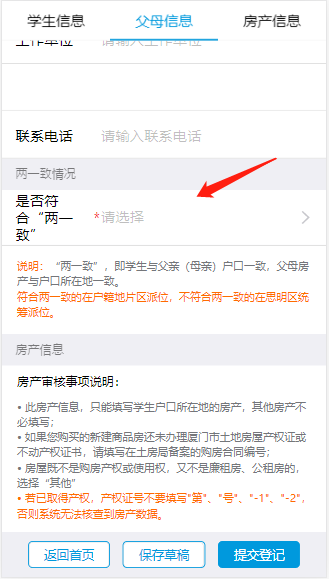 学生信息 父母信息 房产信息
工作单位 请输入工作单位
联系电话 请输入联系电话
两一致情况
是否符
合“两一
致”
*请选择
说明：“两一致”，即学生与父亲（母亲）户口一致，父母房
产与户口所在地一致。
符合两一致的在户籍地片区派位，不符合两一致的在思明区统
筹派位。
房产信息
房产审核事项说明：
• 此房产信息，只能填写学生户口所在地的房产，其他房产不
必填写；
• 如果您购买的新建商品房还未办理厦门市土地房屋产权证或
不动产权证书，请填写在土房局备案的购房合同编号；
• 房屋既不是购房产权或使用权，又不是廉租房、公租房的，
选择“其他”
• 若已取得产权，产权证号不要填写"第"、"号"、"-1"、"-2"，
否则系统无法核查到房产数据。
返回首页 保存草稿 提交登记